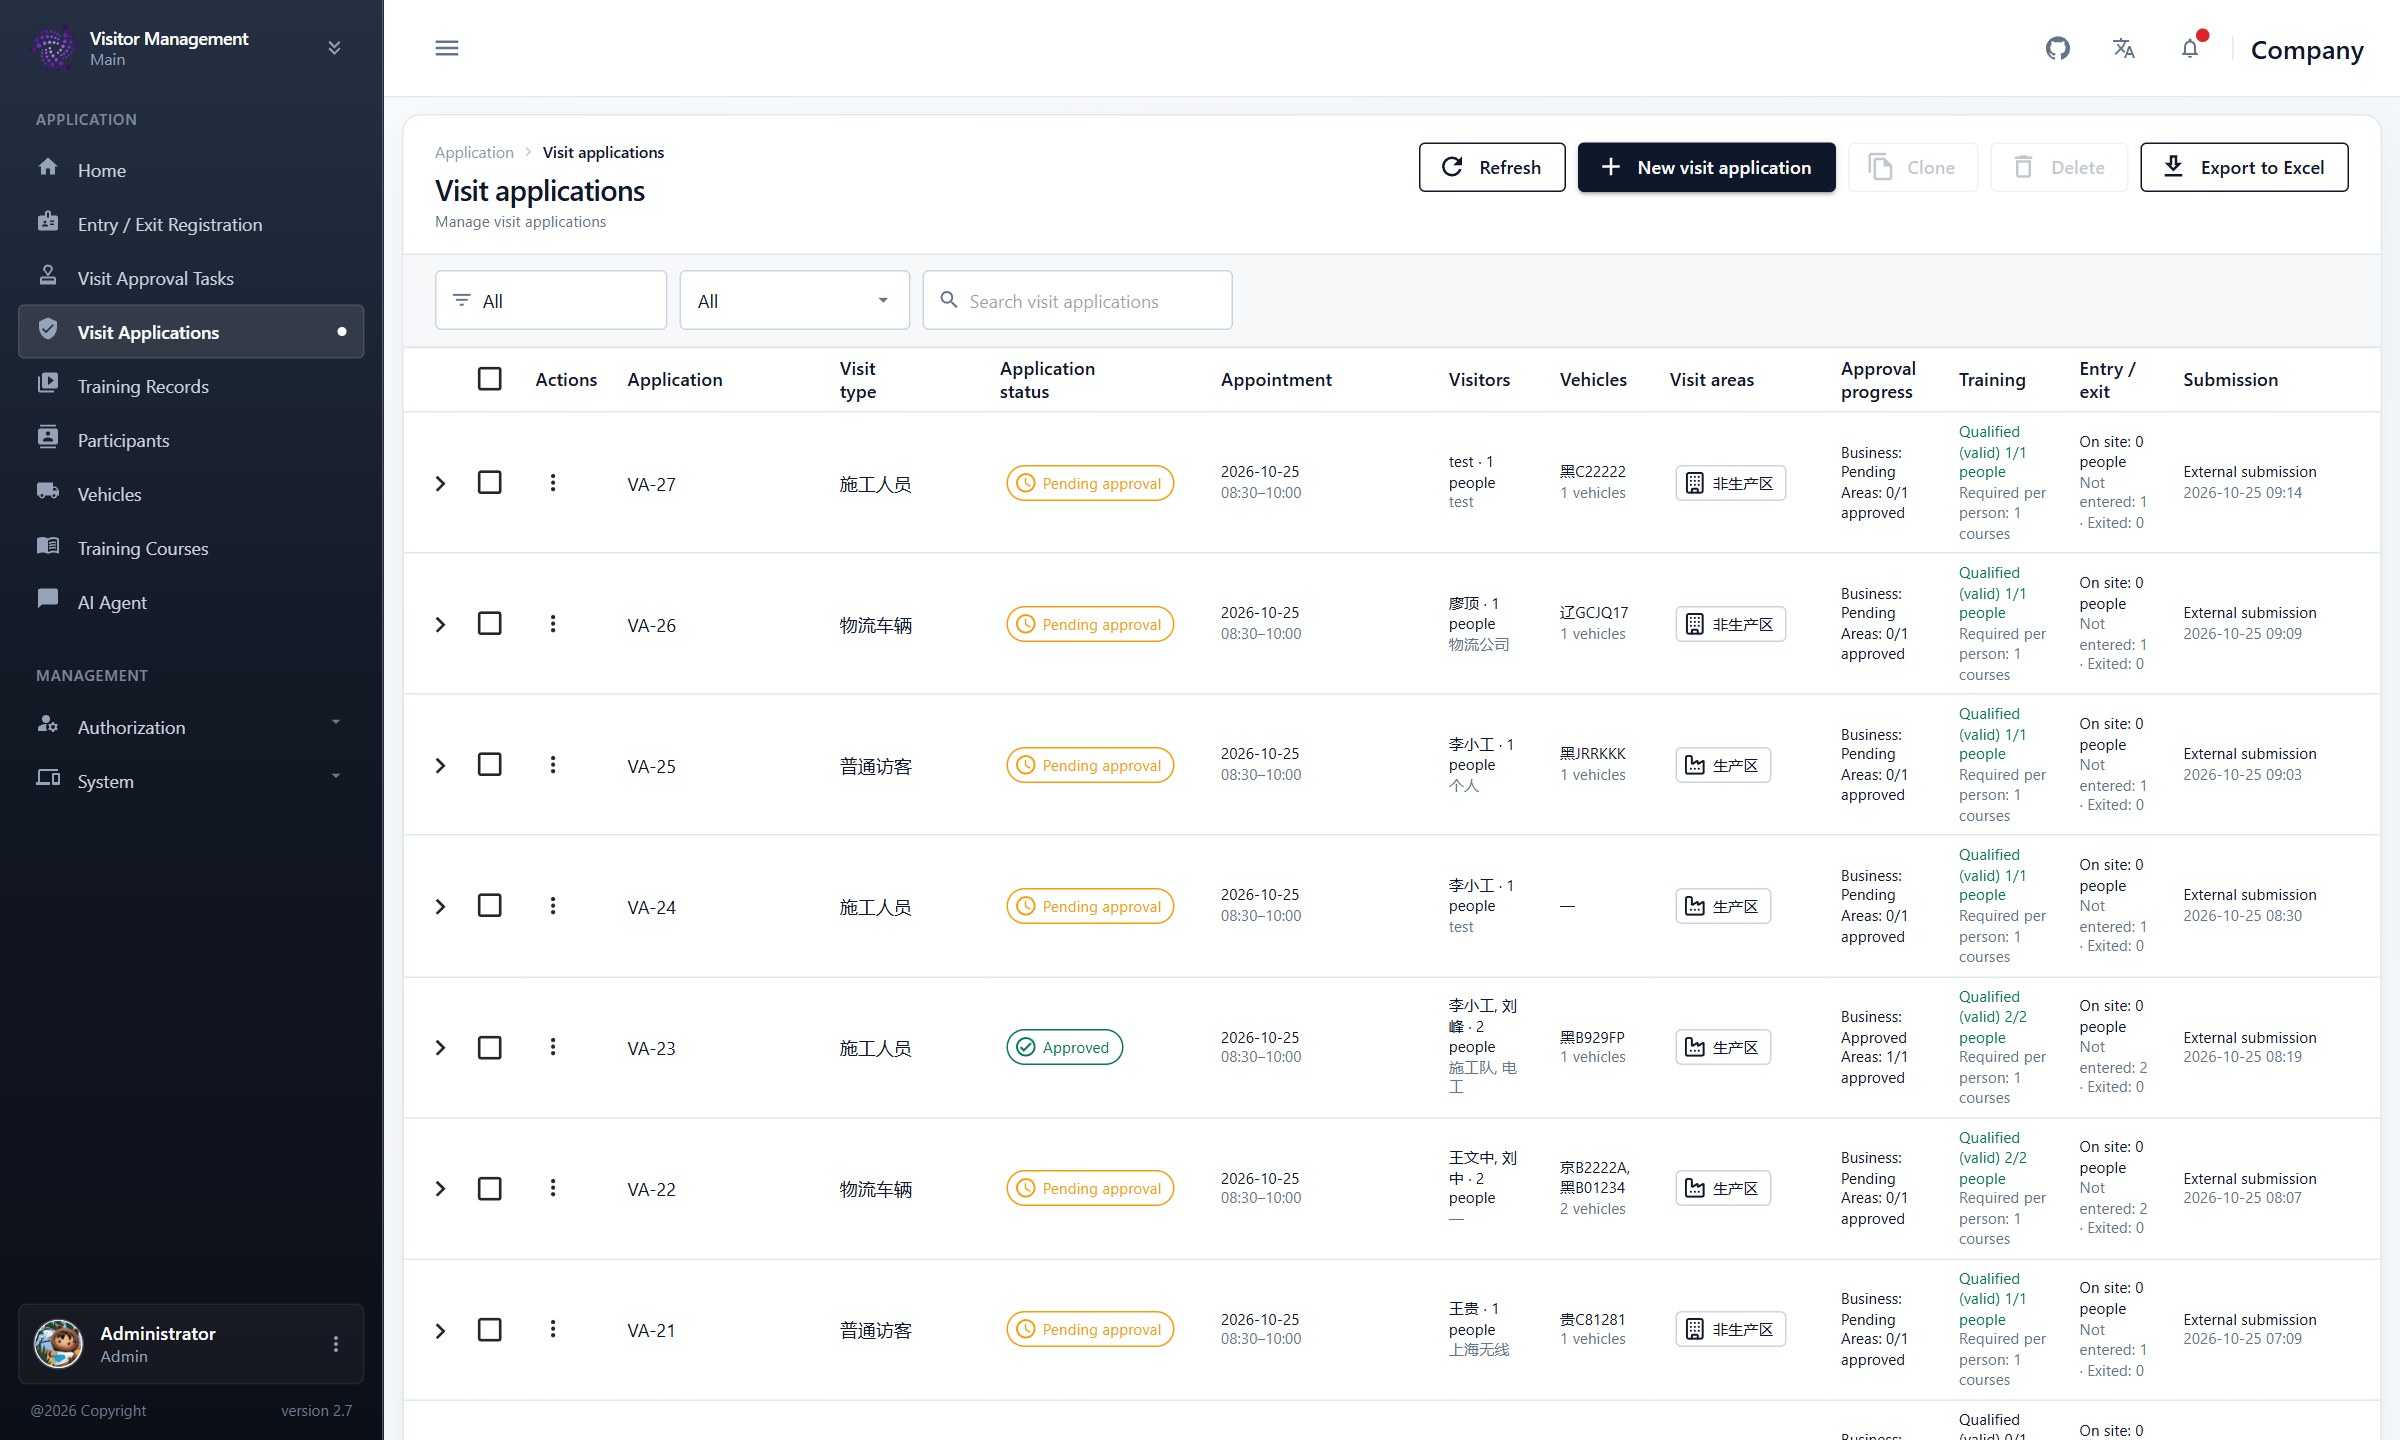 Visitor Management
Main
APPLICATION
Home
Entry / Exit Registration
Visit Approval Tasks
Visit Applications
Training Records
Participants
Vehicles
Training Courses
AI Agent
MANAGEMENT
Authorization
System
Administrator
Admin
@2026 Copyright
version 2.7
Company
Application
Visit applications
Visit applications
Manage visit applications
Refresh
New visit application
Clone
Delete
Export to Excel
All
All
Search visit applications
Actions
Application
Visit
type
Application
status
Appointment
Visitors
Vehicles
Visit areas
Approval
progress
Training
Entry /
exit
Submission
VA-27
施工人员
Pending approval
2026-10-25
08:30–10:00
test · 1
people
test
黑C22222
1 vehicles
非生产区
Business:
Pending
Areas: 0/1
approved
Qualified
(valid) 1/1
people
Required per
person: 1
courses
On site: 0
people
Not
entered: 1
· Exited: 0
External submission
2026-10-25 09:14
VA-26
物流车辆
Pending approval
2026-10-25
08:30–10:00
廖顶 · 1
people
物流公司
辽GCJQ17
1 vehicles
非生产区
Business:
Pending
Areas: 0/1
approved
Qualified
(valid) 1/1
people
Required per
person: 1
courses
On site: 0
people
Not
entered: 1
· Exited: 0
External submission
2026-10-25 09:09
VA-25
普通访客
Pending approval
2026-10-25
08:30–10:00
李小工 · 1
people
个人
黑JRRKKK
1 vehicles
生产区
Business:
Pending
Areas: 0/1
approved
Qualified
(valid) 1/1
people
Required per
person: 1
courses
On site: 0
people
Not
entered: 1
· Exited: 0
External submission
2026-10-25 09:03
VA-24
施工人员
Pending approval
2026-10-25
08:30–10:00
李小工 · 1
people
test
—
生产区
Business:
Pending
Areas: 0/1
approved
Qualified
(valid) 1/1
people
Required per
person: 1
courses
On site: 0
people
Not
entered: 1
· Exited: 0
External submission
2026-10-25 08:30
VA-23
施工人员
Approved
2026-10-25
08:30–10:00
李小工, 刘
峰 · 2
people
施工队, 电
工
黑B929FP
1 vehicles
生产区
Business:
Approved
Areas: 1/1
approved
Qualified
(valid) 2/2
people
Required per
person: 1
courses
On site: 0
people
Not
entered: 2
· Exited: 0
External submission
2026-10-25 08:19
VA-22
物流车辆
Pending approval
2026-10-25
08:30–10:00
王文中, 刘
中 · 2
people
—
京B2222A,
黑B01234
2 vehicles
生产区
Business:
Pending
Areas: 0/1
approved
Qualified
(valid) 2/2
people
Required per
person: 1
courses
On site: 0
people
Not
entered: 2
· Exited: 0
External submission
2026-10-25 08:07
VA-21
普通访客
Pending approval
2026-10-25
08:30–10:00
王贵 · 1
people
上海无线
贵C81281
1 vehicles
非生产区
Business:
Pending
Areas: 0/1
approved
Qualified
(valid) 1/1
people
Required per
person: 1
courses
On site: 0
people
Not
entered: 1
· Exited: 0
External submission
2026-10-25 07:09
Business:
Qualified
(valid) 0/1
On site: 0